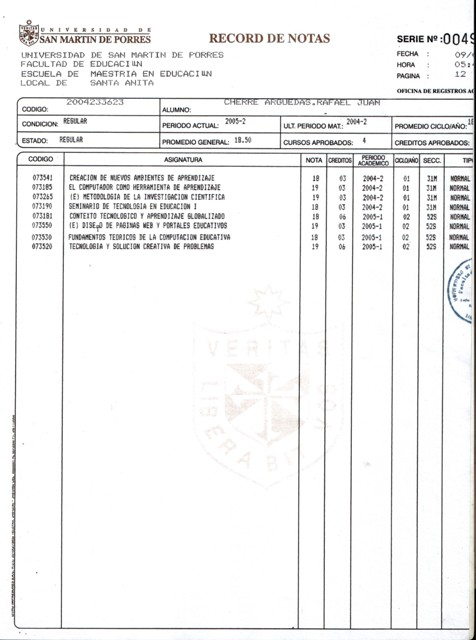 UNIVERSIDAD DE
SAN MARTIN DE PORRES
RECORD DE NOTAS
SERIE Nº :0049
UNIVERSIDAD DE SAN MARTIN DE PORRES
FACULTAD DE EDUCACI¼N
ESCUELA DE MAESTRIA EN EDUCACI¼N
LOCAL DE SANTA ANITA
FECHA : 09/
HORA : 05:
PAGINA : 12
OFICINA DE REGISTROS AC
CODIGO: 2004233623 ALUMNO: CHERRE ARGUEDAS,RAFAEL JUAN
CONDICION: REGULAR PERIODO ACTUAL: 2005-2 ULT. PERIODO MAT.: 2004-2 PROMEDIO CICLO/AÑO: 18
ESTADO: REGULAR PROMEDIO GENERAL: 18.50 CURSOS APROBADOS: 4 CREDITOS APROBADOS:
CODIGO ASIGNATURA NOTA CREDITOS PERIODO ACADEMICO CICLO/AÑO SECC. TIP
073541 CREACION DE NUEVOS AMBIENTES DE APRENDIZAJE 18 03 2004-2 01 31M NORMAL
073185 EL COMPUTADOR COMO HERRAMIENTA DE APRENDIZAJE 19 03 2004-2 01 31M NORMAL
073265 (E) METODOLOGIA DE LA INVESTIGACION CIENTIFICA 19 03 2004-2 01 31M NORMAL
073190 SEMINARIO DE TECNOLOGIA EN EDUCACION I 18 03 2004-2 01 31M NORMAL
073181 CONTEXTO TECNOLOGICO Y APRENDIZAJE GLOBALIZADO 18 06 2005-1 02 52S NORMAL
073550 (E) DISEÑO DE PAGINAS WEB Y PORTALES EDUCATIVOS 19 03 2005-1 02 52S NORMAL
073530 FUNDAMENTOS TEORICOS DE LA COMPUTACION EDUCATIVA 18 03 2005-1 02 52S NORMAL
073520 TECNOLOGIA Y SOLUCION CREATIVA DE PROBLEMAS 19 06 2005-1 02 52S NORMAL
VERITAS
LIBERABIT VOS